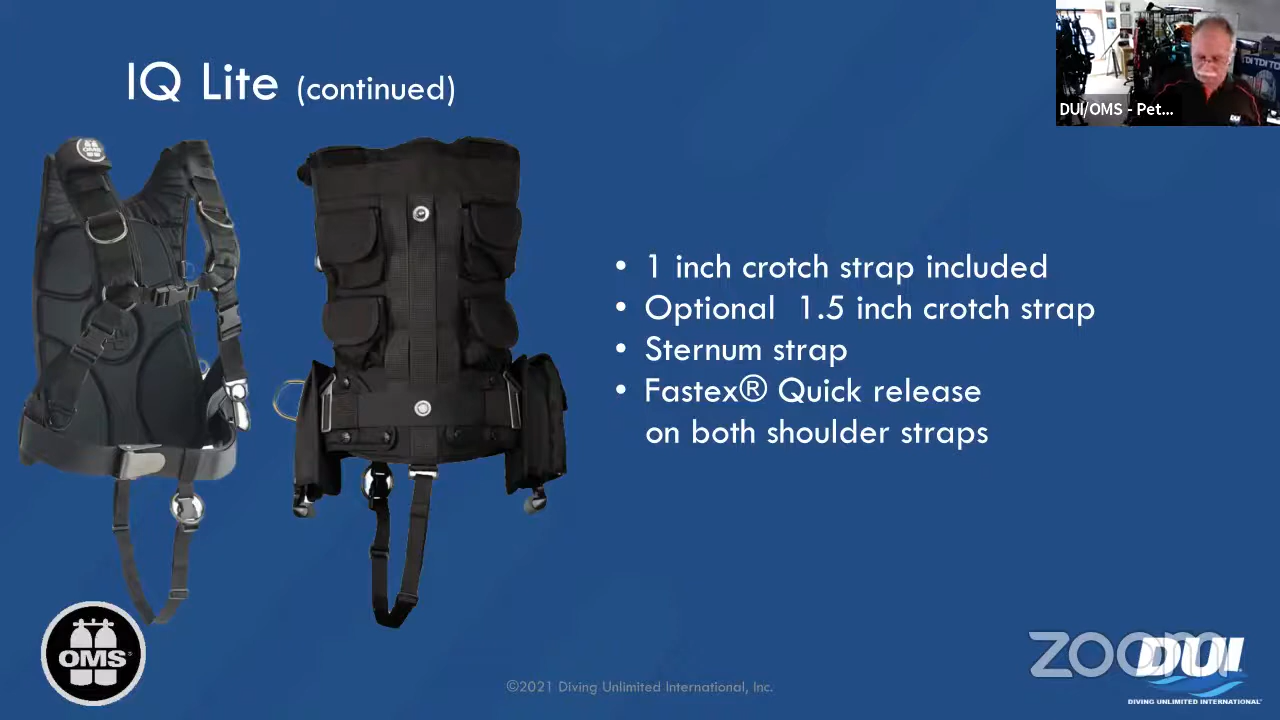 IQ Lite (continued)
DUI/OMS - Pet...
OMS
• 1 inch crotch strap included
• Optional 1.5 inch crotch strap
• Sternum strap
• Fastex® Quick release
on both shoulder straps
OMS®
©2021 Diving Unlimited International, Inc.
zoom
DUI
DIVING UNLIMITED INTERNATIONAL